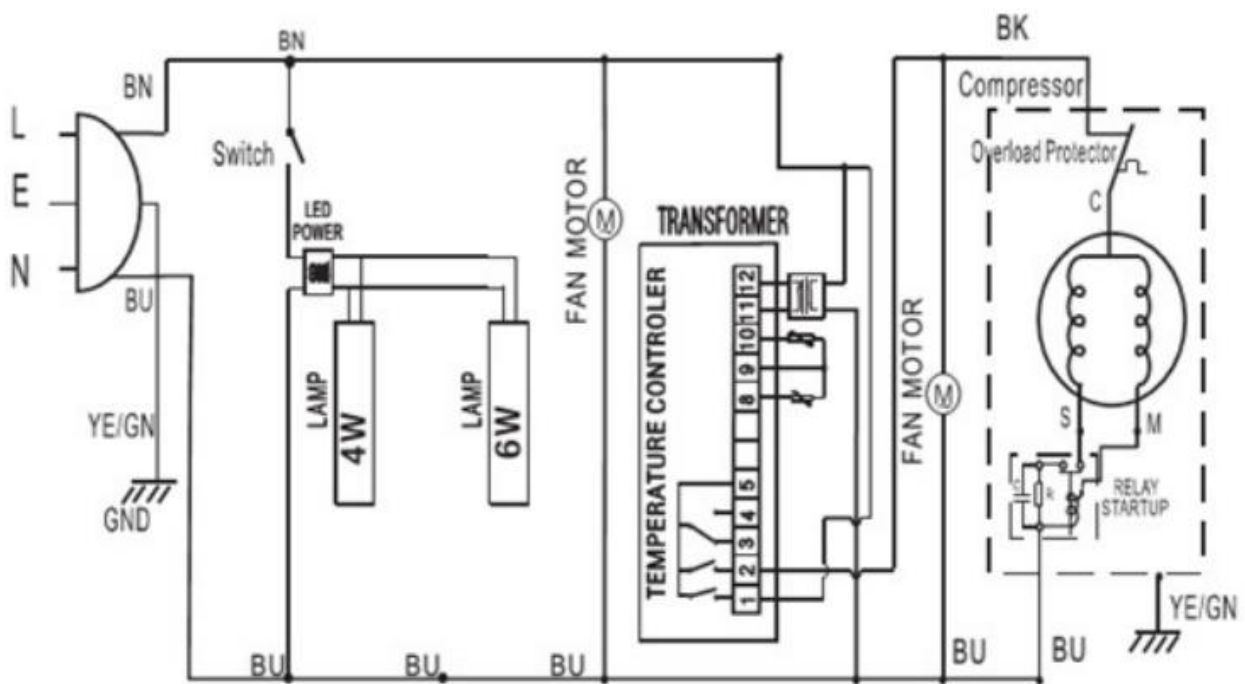 BK
BN
BN
Compressor
L
Switch
Overload Protector
E
C
LED
POWER
TRANSFORMER
FAN MOTOR
M
N
BU
12
11
10
9
8
5
4
3
2
1
TEMPERATURE CONTROLER
LAMP
4W
LAMP
6W
FAN MOTOR
M
YE/GN
S
M
C
R
RELAY
STARTUP
GND
YE/GN
BU
BU
BU
BU
BU